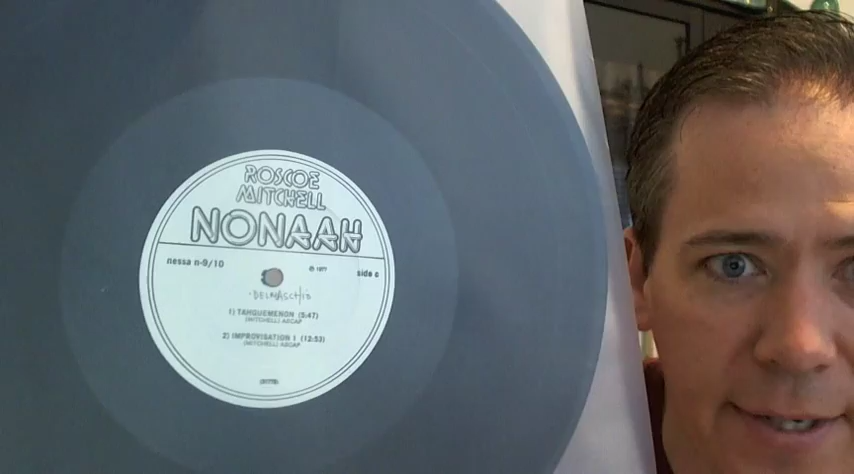 ROSCOE
MITCHELL
NONAAH
nessa n-9/10
℗ 1977
side c
1) TAHQUEMENON (5:47)
(MITCHELL) ASCAP
2) IMPROVISATION 1 (12:53)
(MITCHELL) ASCAP